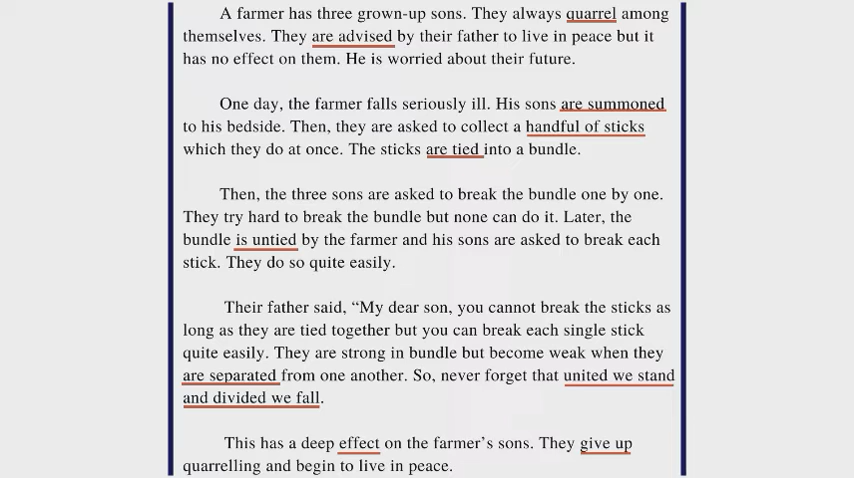 A farmer has three grown-up sons. They always quarrel among
themselves. They are advised by their father to live in peace but it
has no effect on them. He is worried about their future.
One day, the farmer falls seriously ill. His sons are summoned
to his bedside. Then, they are asked to collect a handful of sticks
which they do at once. The sticks are tied into a bundle.
Then, the three sons are asked to break the bundle one by one.
They try hard to break the bundle but none can do it. Later, the
bundle is untied by the farmer and his sons are asked to break each
stick. They do so quite easily.
Their father said, “My dear son, you cannot break the sticks as
long as they are tied together but you can break each single stick
quite easily. They are strong in bundle but become weak when they
are separated from one another. So, never forget that united we stand
and divided we fall.
This has a deep effect on the farmer’s sons. They give up
quarrelling and begin to live in peace.